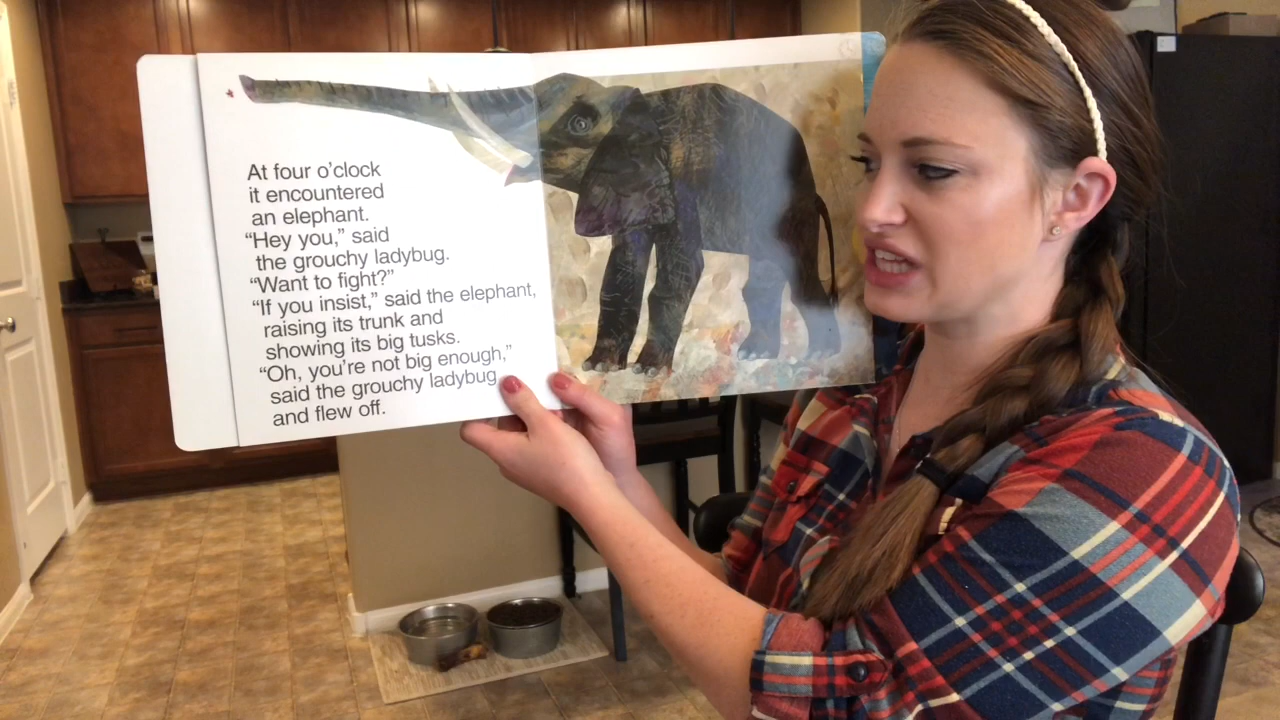 At four o'clock
it encountered
an elephant.
“Hey you,” said
the grouchy ladybug.
“Want to fight?”
“If you insist,” said the elephant,
raising its trunk and
showing its big tusks.
“Oh, you're not big enough,”
said the grouchy ladybug
and flew off.